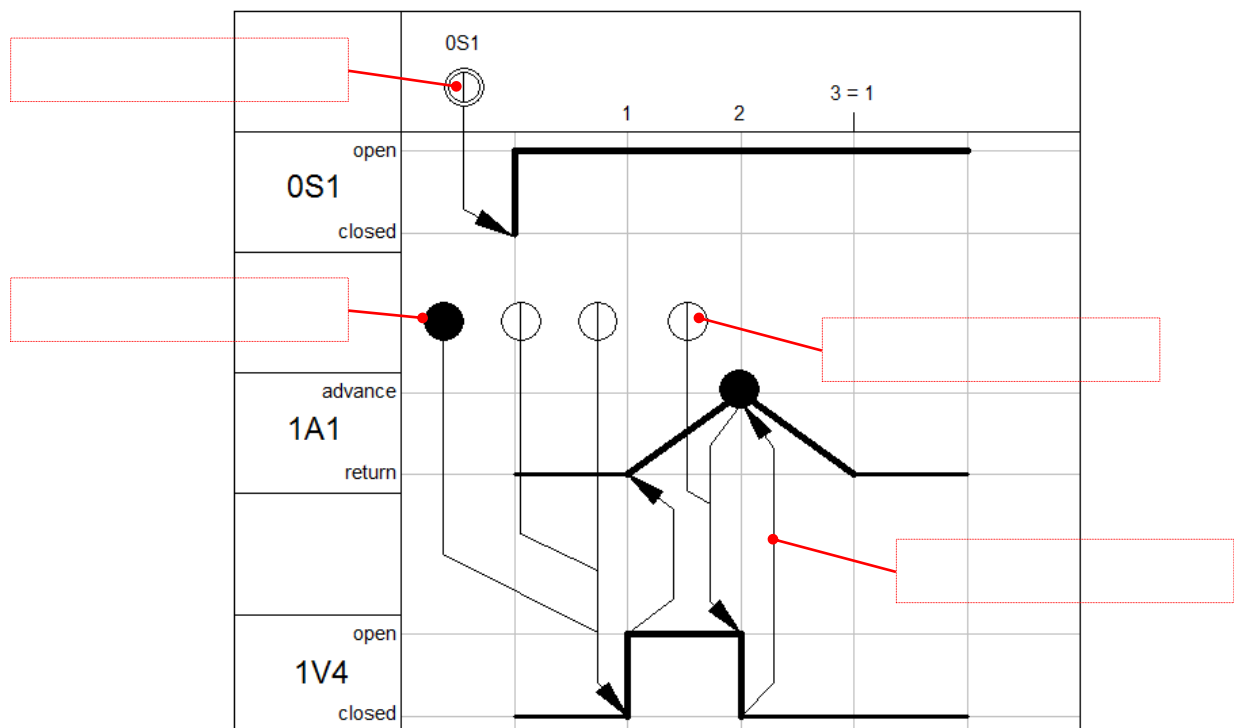 0S1
1
2
3 = 1
open
0S1
closed
advance
1A1
return
open
1V4
closed